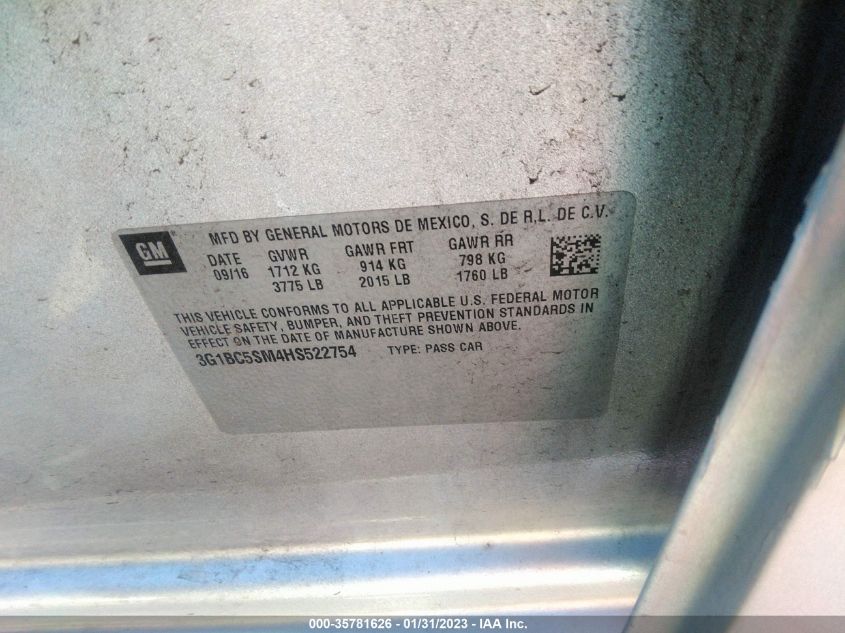 GM
MFD BY GENERAL MOTORS DE MEXICO, S. DE R.L. DE C.V.
DATE GVWR GAWR FRT GAWR RR
09/16 1712 KG 914 KG 798 KG
3775 LB 2015 LB 1760 LB
THIS VEHICLE CONFORMS TO ALL APPLICABLE U.S. FEDERAL MOTOR
VEHICLE SAFETY, BUMPER, AND THEFT PREVENTION STANDARDS IN
EFFECT ON THE DATE OF MANUFACTURE SHOWN ABOVE.
3G1BC5SM4HS522754 TYPE: PASS CAR
000-35781626 - 01/31/2023 - IAA Inc.